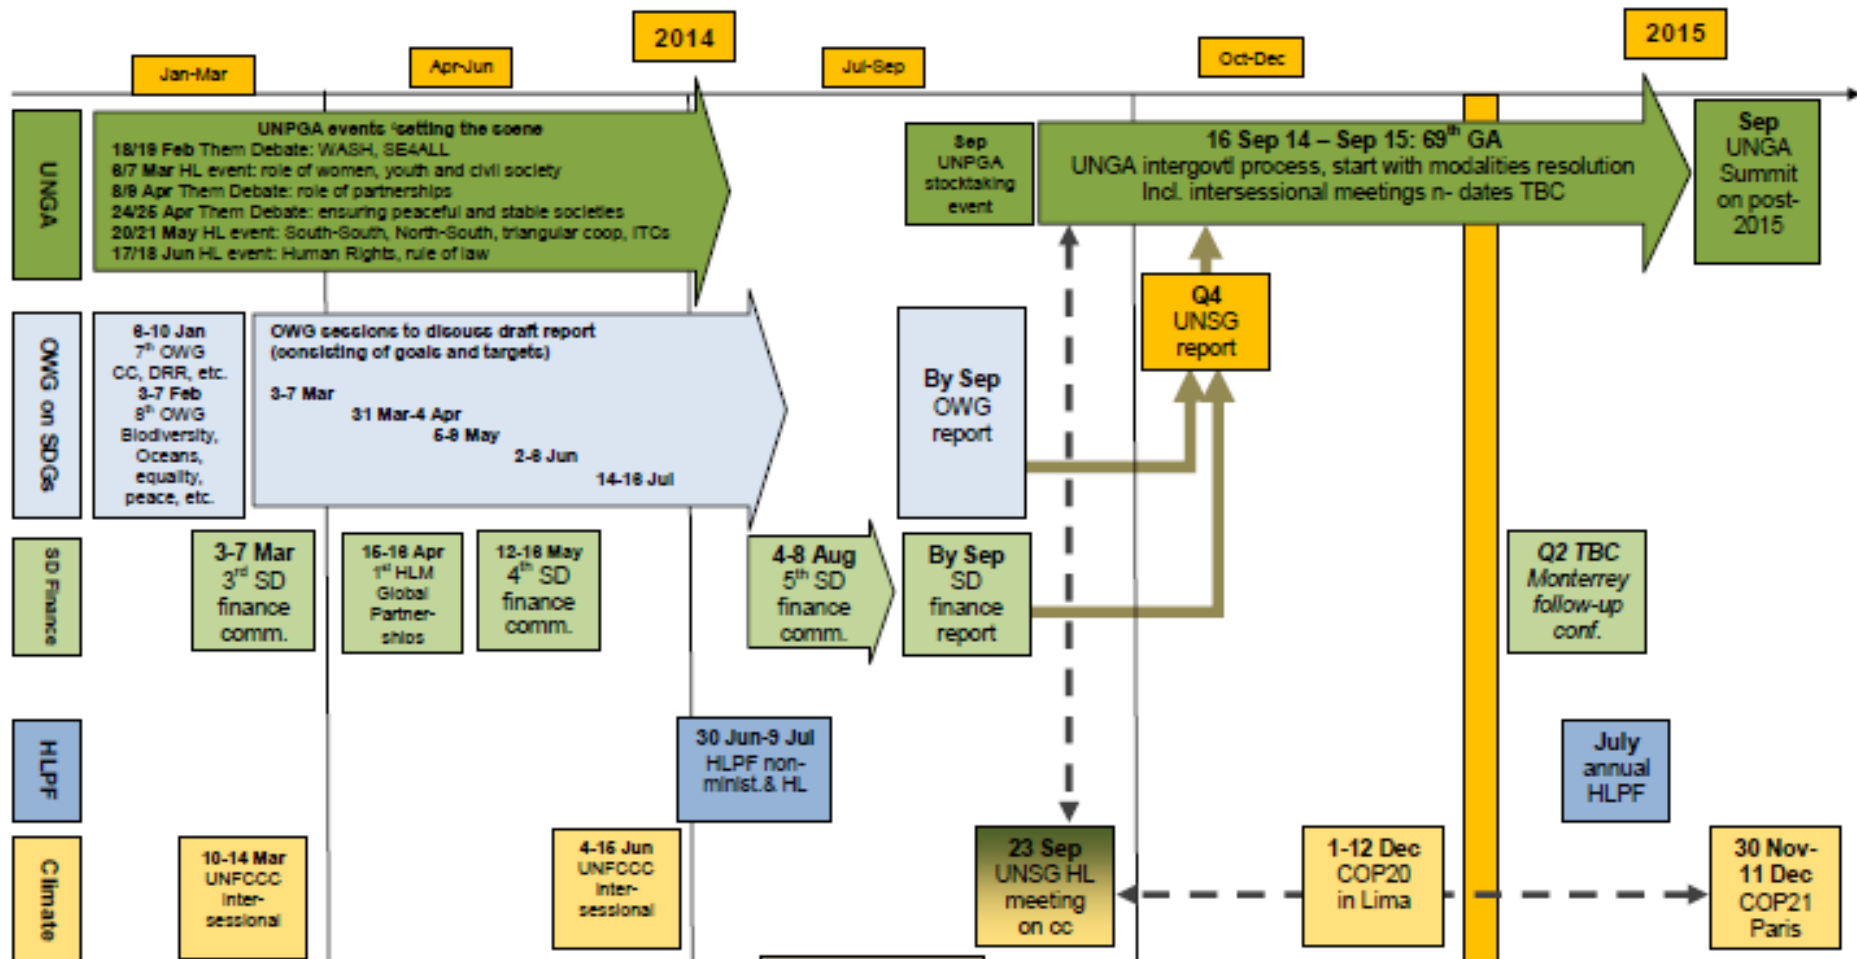 2014
2015
Jan-Mar
Apr-Jun
Jul-Sep
Oct-Dec
UNGA
UNPGA events ‘setting the scene
18/19 Feb Them Debate: WASH, SE4ALL
6/7 Mar HL event: role of women, youth and civil society
8/9 Apr Them Debate: role of partnerships
24/25 Apr Them Debate: ensuring peaceful and stable societies
20/21 May HL event: South-South, North-South, triangular coop, ITCs
17/18 Jun HL event: Human Rights, rule of law
Sep
UNPGA
stocktaking
event
16 Sep 14 – Sep 15: 69th GA
UNGA intergovtl process, start with modalities resolution
Incl. intersessional meetings n- dates TBC
Sep
UNGA
Summit
on post-
2015
Q4
UNSG
report
OWG on SDGs
6-10 Jan
7th OWG
CC, DRR, etc.
3-7 Feb
8th OWG
Biodiversity,
Oceans,
equality,
peace, etc.
OWG sessions to discuss draft report
(consisting of goals and targets)
3-7 Mar
31 Mar-4 Apr
5-9 May
2-6 Jun
14-16 Jul
By Sep
OWG
report
SD Finance
3-7 Mar
3rd SD
finance
comm.
15-16 Apr
1st HLM
Global
Partner-
ships
12-16 May
4th SD
finance
comm.
4-8 Aug
5th SD
finance
comm.
By Sep
SD
finance
report
Q2 TBC
Monterrey
follow-up
conf.
HLPF
30 Jun-9 Jul
HLPF non-
minist.& HL
July
annual
HLPF
Climate
10-14 Mar
UNFCCC
Inter-
sessional
4-15 Jun
UNFCCC
Inter-
sessional
23 Sep
UNSG HL
meeting
on cc
1-12 Dec
COP20
in Lima
30 Nov-
11 Dec
COP21
Paris